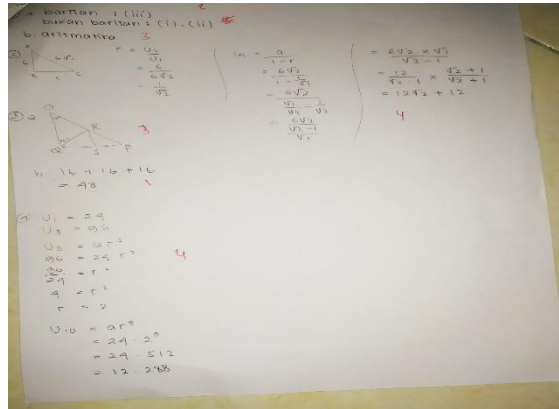 barisan : (iii)
bukan barisan : (i), (ii)
b. aritmatika 3
A
6 6√2
B C
r = U2
U1
= 6
6√2
= 1
√2
Sn = a
1 - r
= 6√2
1 - 1
√2
= 6√2
√2 - 1
√2 √2
= 6√2
√2 - 1
√2
= 6√2 × √2
√2 - 1
= 12 × √2 + 1
√2 - 1 √2 + 1
= 12√2 + 12
4
a
R
Q S P
3
b. 16 + 16 + 16
= 48
U1 = 24
U3 = 96
U3 = ar²
96 = 24 r²
96 = r²
24
4 = r²
r = 2
4
U10 = ar⁹
= 24 . 2⁹
= 24 . 512
= 12.288